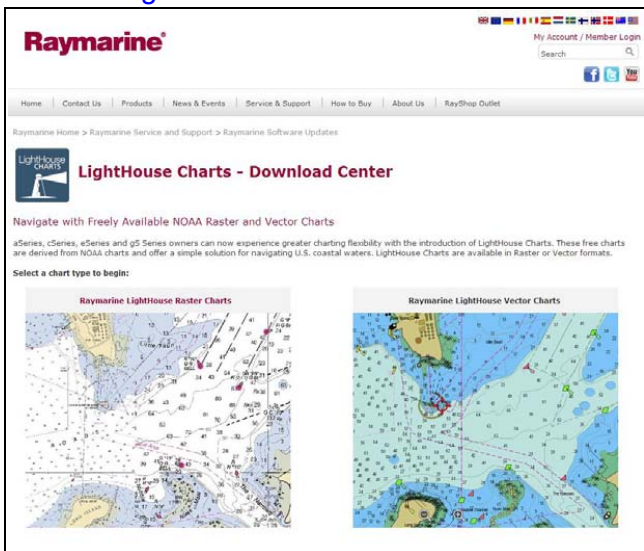 Raymarine®
My Account / Member Login
Search
Home | Contact Us | Products | News & Events | Service & Support | How to Buy | About Us | RayShop Outlet
Raymarine Home > Raymarine Service and Support > Raymarine Software Updates
LightHouse
CHARTS
LightHouse Charts - Download Center
Navigate with Freely Available NOAA Raster and Vector Charts
aSeries, cSeries, eSeries and gS Series owners can now experience greater charting flexibility with the introduction of LightHouse Charts. These free charts
are derived from NOAA charts and offer a simple solution for navigating U.S. coastal waters. LightHouse Charts are available in Raster or Vector formats.
Select a chart type to begin:
Raymarine LightHouse Raster Charts
Raymarine LightHouse Vector Charts